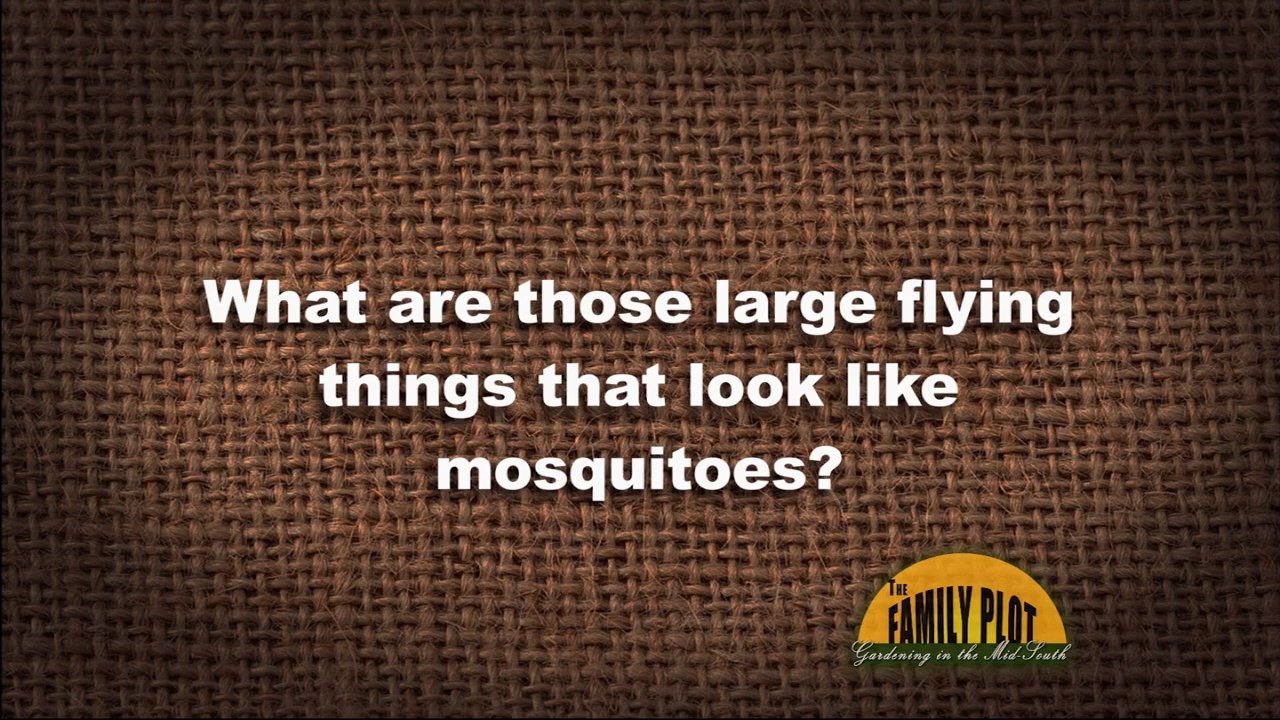 What are those large flying
things that look like
mosquitoes?
THE
FAMILY PLOT
Gardening in the Mid-South